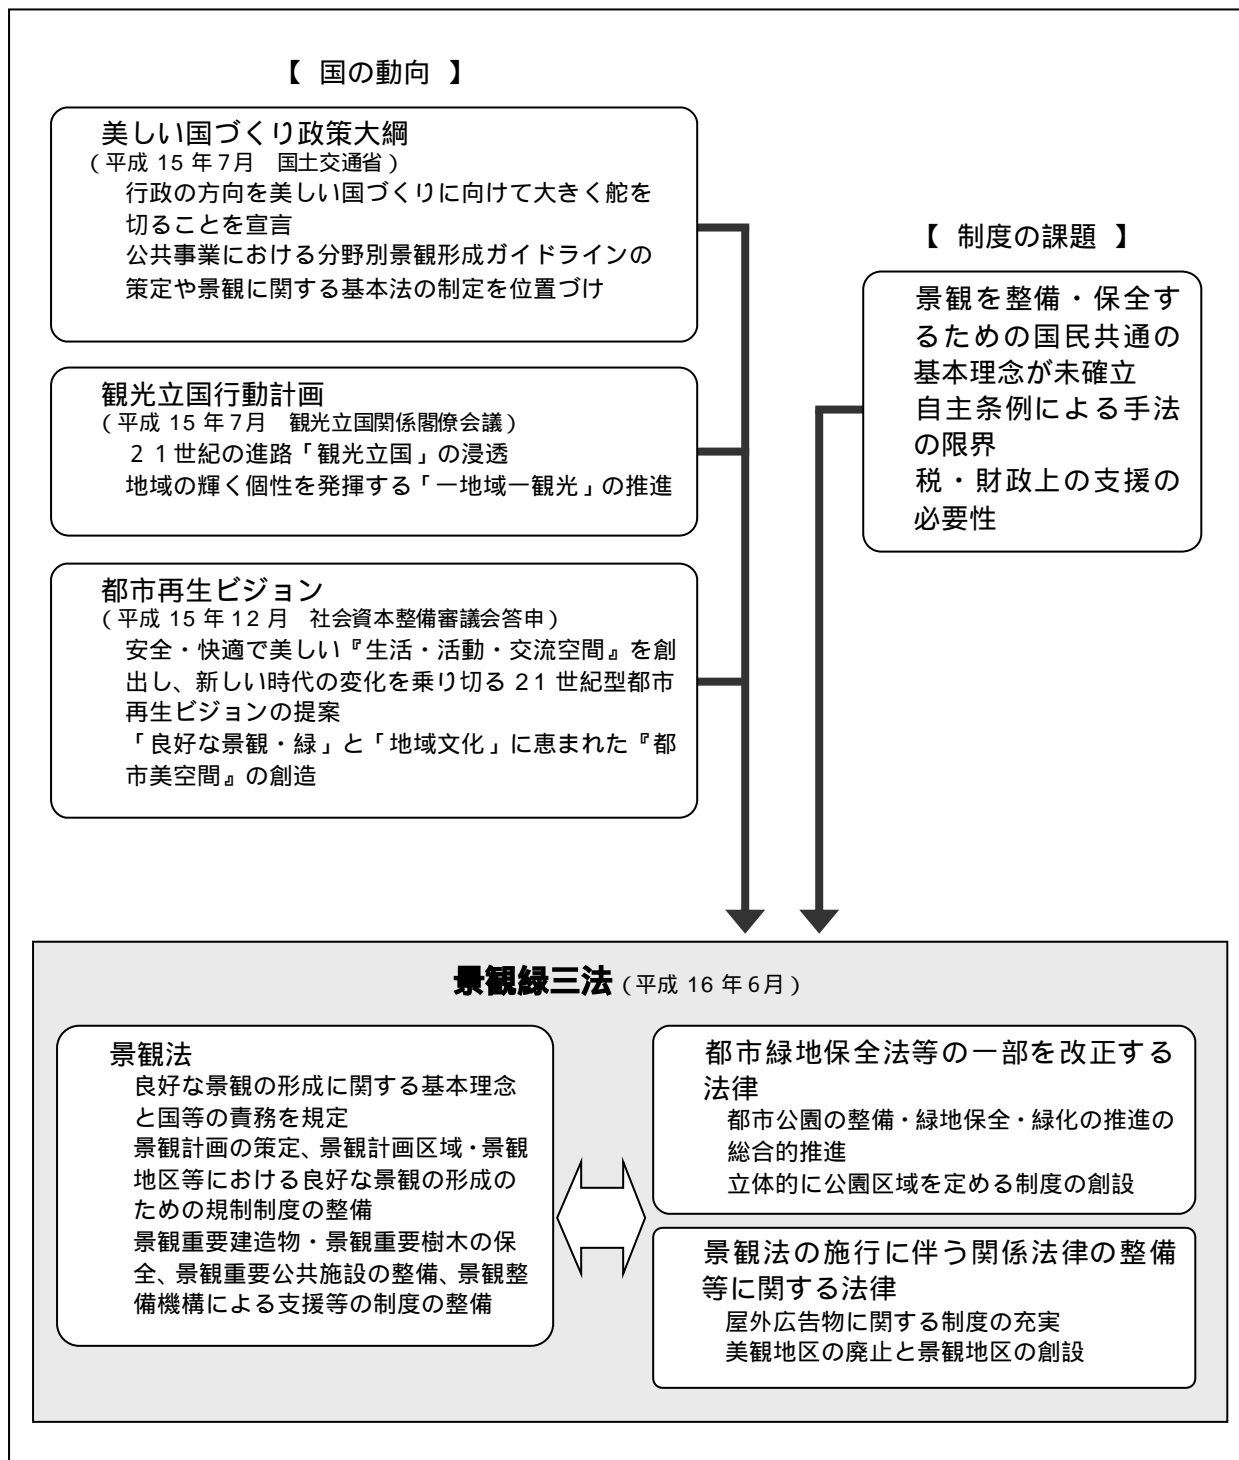 【 国の動向 】
美しい国づくり政策大綱
(平成 15 年7月 国土交通省)
行政の方向を美しい国づくりに向けて大きく舵を
切ることを宣言
公共事業における分野別景観形成ガイドラインの
策定や景観に関する基本法の制定を位置づけ
観光立国行動計画
(平成 15 年7月 観光立国関係閣僚会議)
21世紀の進路「観光立国」の浸透
地域の輝く個性を発揮する「一地域一観光」の推進
都市再生ビジョン
(平成 15 年 12 月 社会資本整備審議会答申)
安全・快適で美しい『生活・活動・交流空間』を創
出し、新しい時代の変化を乗り切る 21 世紀型都市
再生ビジョンの提案
「良好な景観・緑」と「地域文化」に恵まれた『都
市美空間』の創造
【 制度の課題 】
景観を整備・保全す
るための国民共通の
基本理念が未確立
自主条例による手法
の限界
税・財政上の支援の
必要性
景観緑三法(平成 16 年6月)
景観法
良好な景観の形成に関する基本理念
と国等の責務を規定
景観計画の策定、景観計画区域・景観
地区等における良好な景観の形成の
ための規制制度の整備
景観重要建造物・景観重要樹木の保
全、景観重要公共施設の整備、景観整
備機構による支援等の制度の整備
都市緑地保全法等の一部を改正する
法律
都市公園の整備・緑地保全・緑化の推進の
総合的推進
立体的に公園区域を定める制度の創設
景観法の施行に伴う関係法律の整備
等に関する法律
屋外広告物に関する制度の充実
美観地区の廃止と景観地区の創設